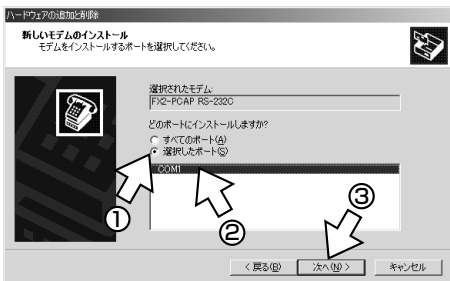 ハードウェアの追加と削除
新しいモデムのインストール
モデムをインストールするポートを選択してください。
選択されたモデム:
FX2-PCAP RS-232C
どのポートにインストールしますか?
すべてのポート(A)
選択したポート(S)
COM1
①
②
③
< 戻る(B)
次へ(N) >
キャンセル